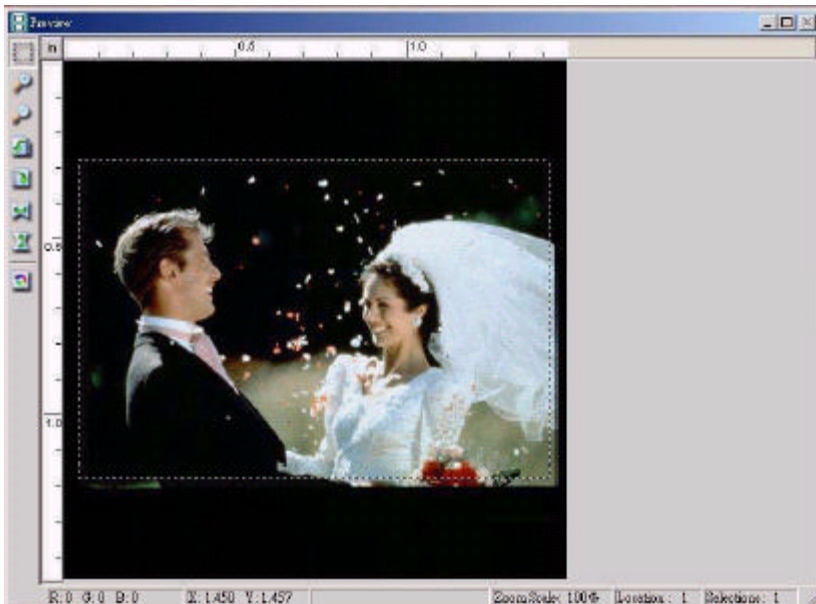 Preview
in 0.5 1.0
0.5
1.0
R:0 G:0 B:0 X:1.450 Y:1.457 Zoom Scale: 100% Location : 1 Selections: 1